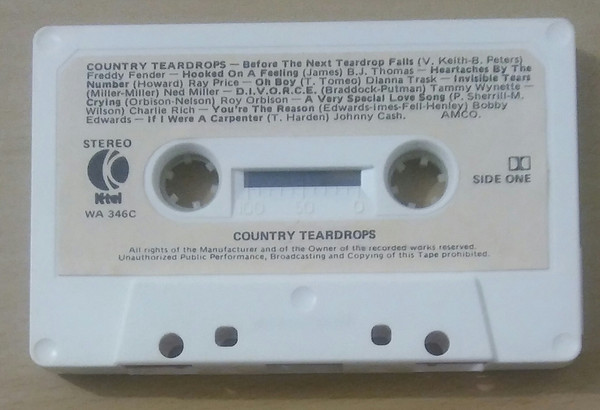 COUNTRY TEARDROPS — Before The Next Teardrop Falls (V. Keith-B. Peters)
Freddy Fender — Hooked On A Feeling (James) B.J. Thomas — Heartaches By The
Number (Howard) Ray Price — Oh Boy (T. Tomeo) Dianna Trask — Invisible Tears
(Miller-Miller) Ned Miller — D.I.V.O.R.C.E. (Braddock-Putman) Tammy Wynette —
Crying (Orbison-Nelson) Roy Orbison — A Very Special Love Song (P. Sherrill-M.
Wilson) Charlie Rich — You're The Reason (Edwards-Imes-Fell-Henley) Bobby
Edwards — If I Were A Carpenter (T. Harden) Johnny Cash. AMCO.
STEREO
K-tel
WA 346C
SIDE ONE
100 50 0
COUNTRY TEARDROPS
All rights of the Manufacturer and of the Owner of the recorded works reserved.
Unauthorized Public Performance, Broadcasting and Copying of this Tape prohibited.